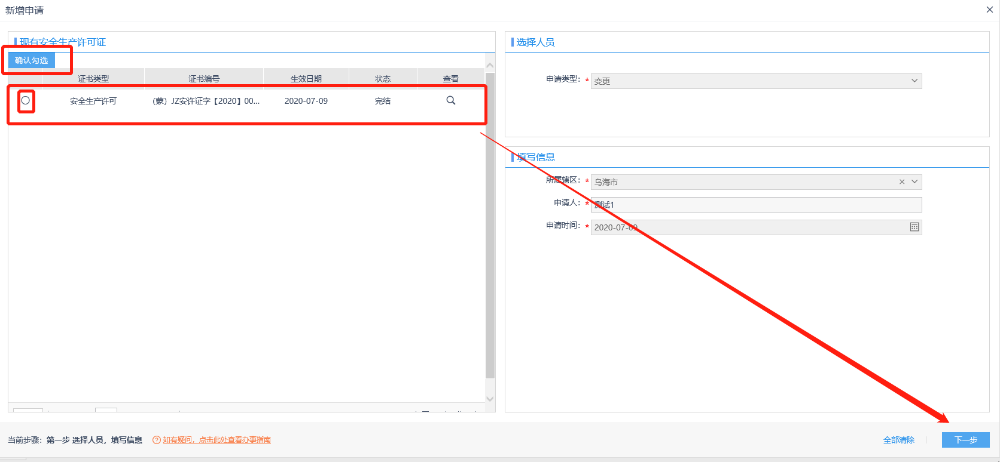 新增申请
现有安全生产许可证
确认勾选
证书类型 证书编号 生效日期 状态 查看
安全生产许可 (蒙) JZ安许证字【2020】00... 2020-07-09 完结
选择人员
申请类型: * 变更
填写信息
所属辖区: * 乌海市
申请人: * 测试1
申请时间: * 2020-07-09
当前步骤: 第一步 选择人员, 填写信息
如有疑问, 点击此处查看办事指南
全部清除
下一步